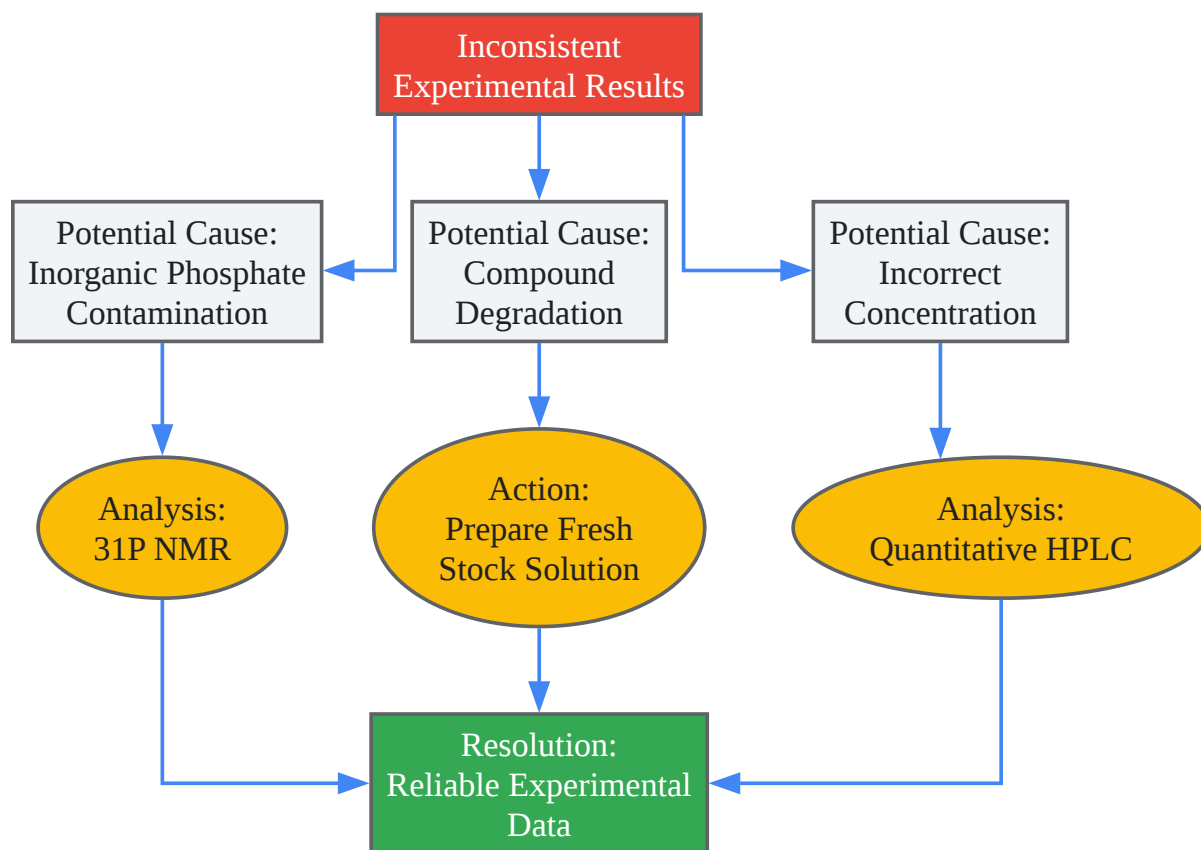 Inconsistent
Experimental Results
Potential Cause:
Inorganic Phosphate
Contamination
Potential Cause:
Compound
Degradation
Potential Cause:
Incorrect
Concentration
Analysis:
31P NMR
Action:
Prepare Fresh
Stock Solution
Analysis:
Quantitative HPLC
Resolution:
Reliable Experimental
Data